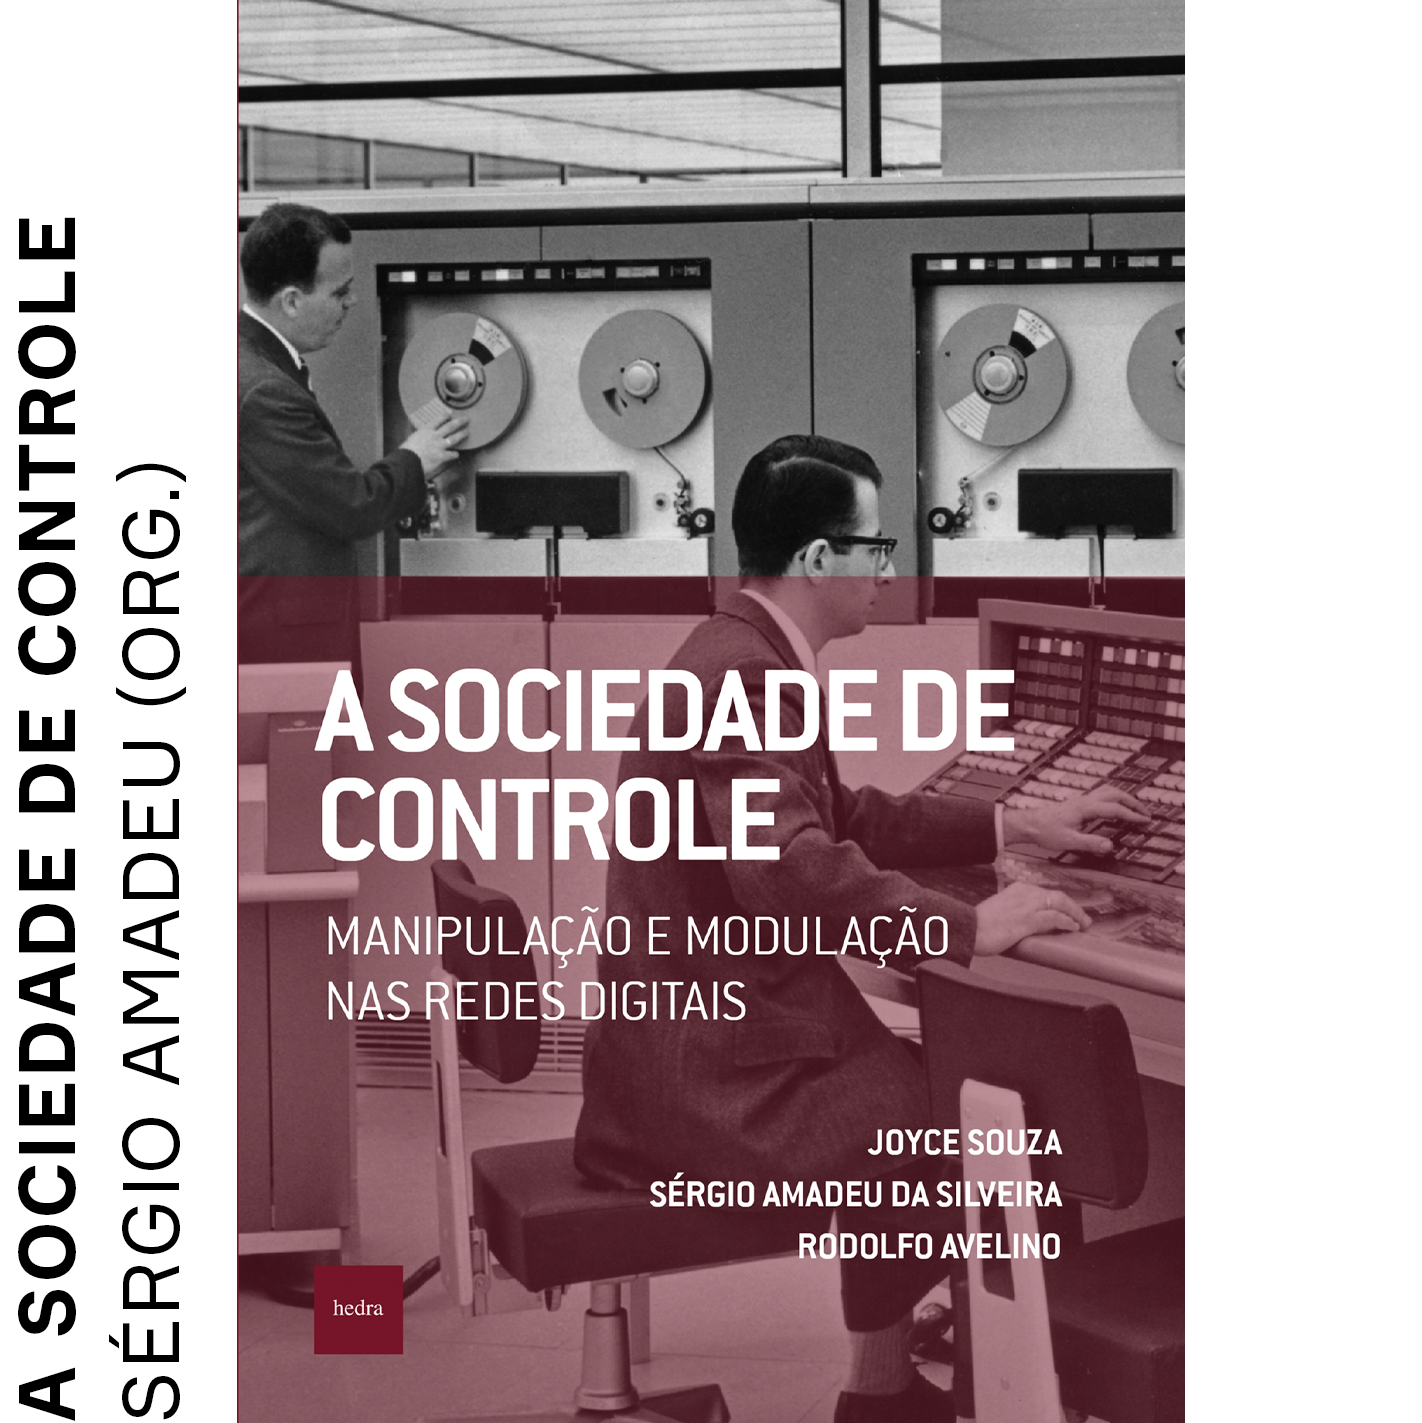 A SOCIEDADE DE CONTROLE
SÉRGIO AMADEU (ORG.)
A SOCIEDADE DE
CONTROLE
MANIPULAÇÃO E MODULAÇÃO
NAS REDES DIGITAIS
JOYCE SOUZA
SÉRGIO AMADEU DA SILVEIRA
RODOLFO AVELINO
hedra